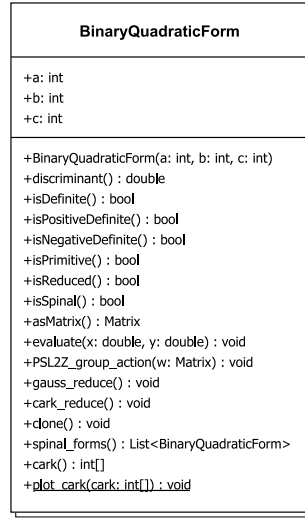 BinaryQuadraticForm
+a: int
+b: int
+c: int
+BinaryQuadraticForm(a: int, b: int, c: int)
+discriminant() : double
+isDefinite() : bool
+isPositiveDefinite() : bool
+isNegativeDefinite() : bool
+isPrimitive() : bool
+isReduced() : bool
+isSpinal() : bool
+asMatrix() : Matrix
+evaluate(x: double, y: double) : void
+PSL2Z_group_action(w: Matrix) : void
+gauss_reduce() : void
+cark_reduce() : void
+clone() : void
+spinal_forms() : List<BinaryQuadraticForm>
+cark() : int[]
+plot_cark(cark: int[]) : void